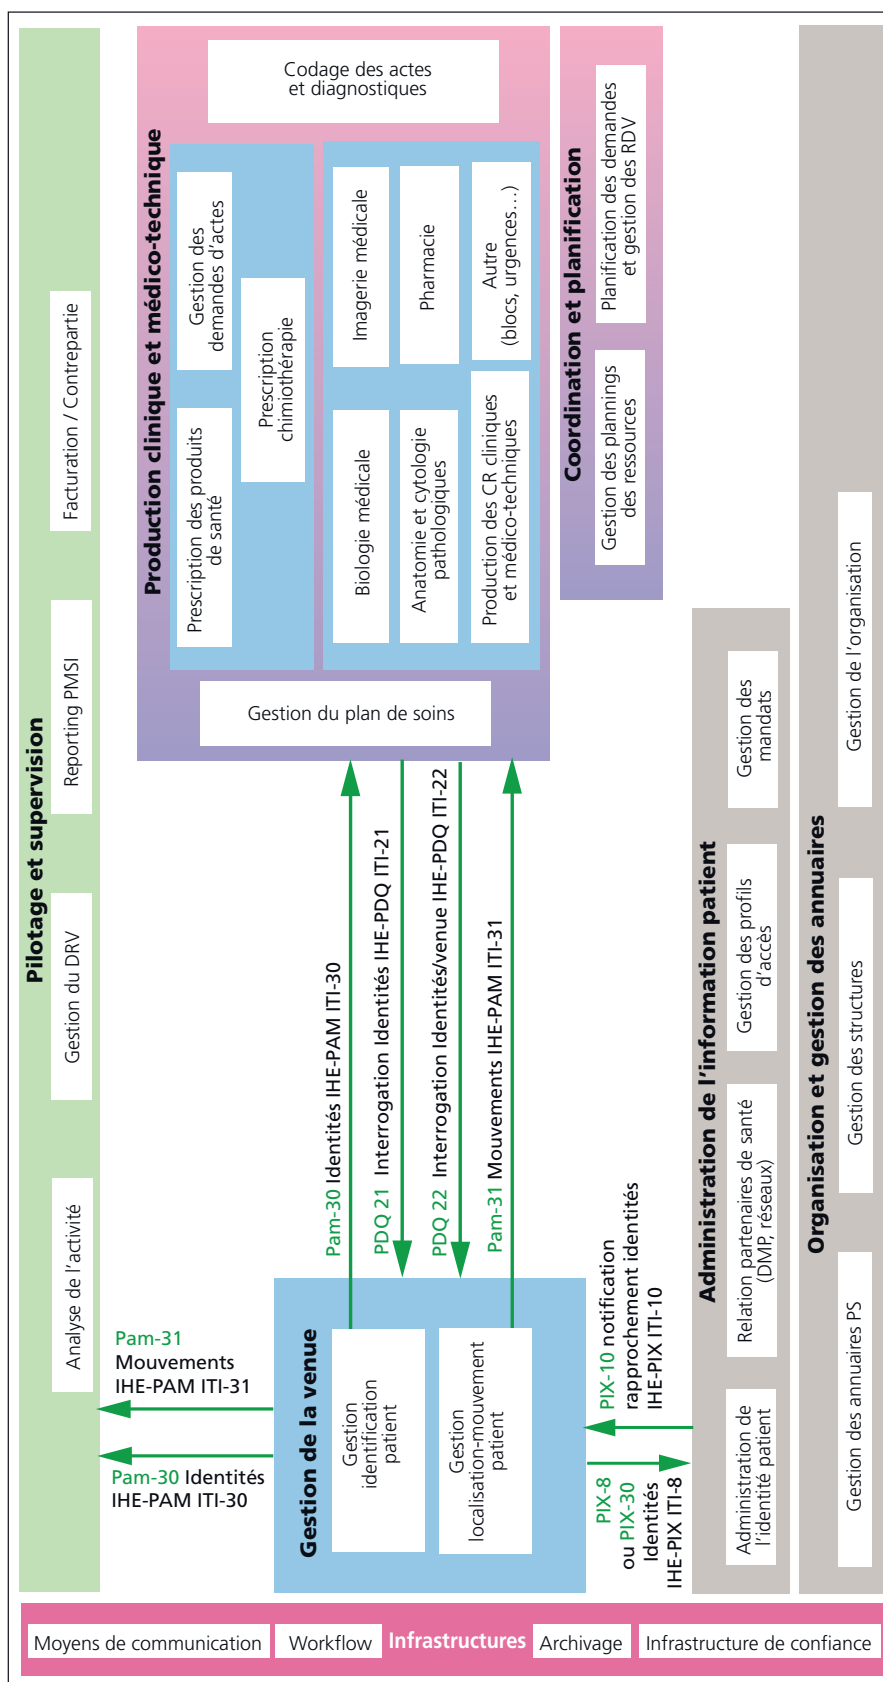 Pilotage et supervision
Analyse de l'activité
Gestion du DRV
Reporting PMSI
Facturation / Contrepartie
Production clinique et médico-technique
Codage des actes
et diagnostiques
Gestion des
demandes d'actes
Prescription des produits
de santé
Prescription
chimiothérapie
Imagerie médicale
Pharmacie
Autre
(blocs, urgences…)
Biologie médicale
Anatomie et cytologie
pathologiques
Production des CR cliniques
et médico-techniques
Gestion du plan de soins
Coordination et planification
Planification des demandes
et gestion des RDV
Gestion des plannings
des ressources
Pam-30 Identités IHE-PAM ITI-30
PDQ 21 Interrogation Identités IHE-PDQ ITI-21
PDQ 22 Interrogation Identités/venue IHE-PDQ ITI-22
Pam-31 Mouvements IHE-PAM ITI-31
Pam-31
Mouvements
IHE-PAM ITI-31
Pam-30 Identités
IHE-PAM ITI-30
Gestion de la venue
Gestion
identification
patient
Gestion
localisation-mouvement
patient
PIX-10 notification
rapprochement identités
IHE-PIX ITI-10
PIX-8
ou PIX-30
Identités
IHE-PIX ITI-8
Administration de l'information patient
Administration de
l'identité patient
Relation partenaires de santé
(DMP, réseaux)
Gestion des profils
d'accès
Gestion des
mandats
Organisation et gestion des annuaires
Gestion des annuaires PS
Gestion des structures
Gestion de l'organisation
Moyens de communication
Workflow
Infrastructures
Archivage
Infrastructure de confiance